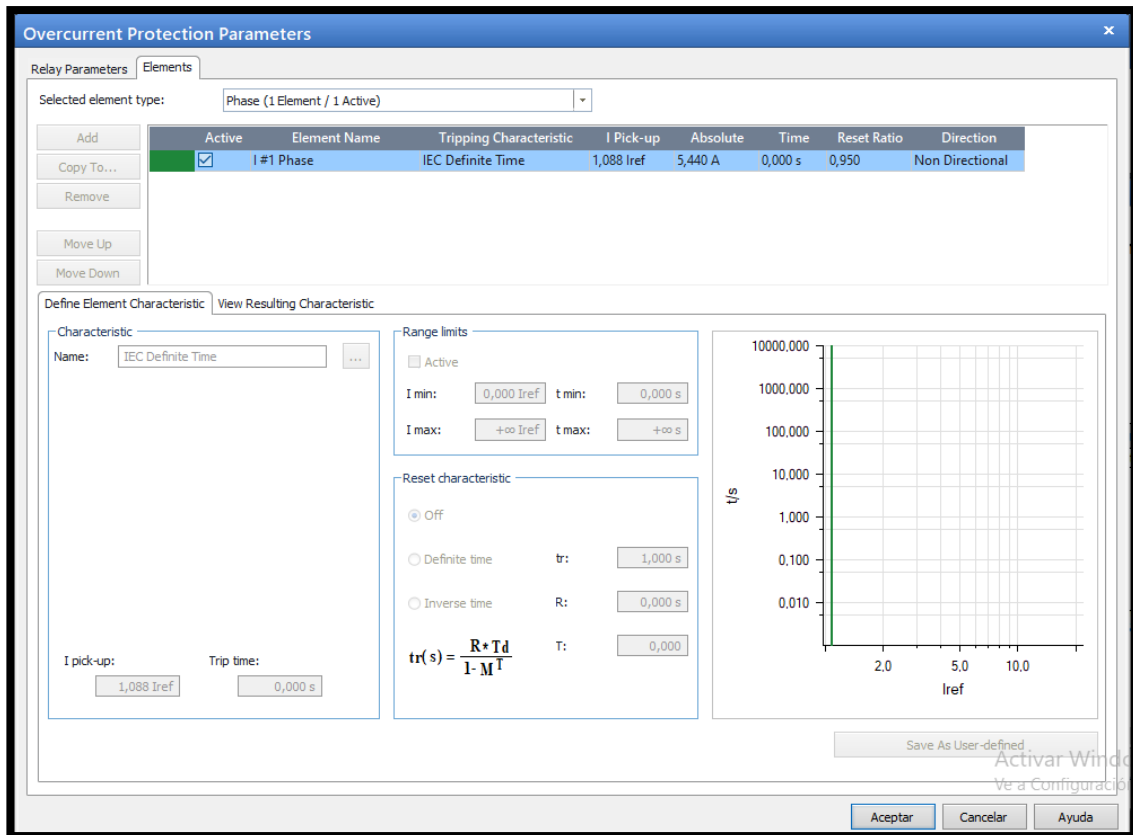 Overcurrent Protection Parameters
Relay Parameters Elements
Selected element type: Phase (1 Element / 1 Active)
Add
Copy To...
Remove
Move Up
Move Down
Active Element Name Tripping Characteristic I Pick-up Absolute Time Reset Ratio Direction
I #1 Phase IEC Definite Time 1,088 Iref 5,440 A 0,000 s 0,950 Non Directional
Define Element Characteristic View Resulting Characteristic
Characteristic
Name: IEC Definite Time ...
I pick-up: Trip time:
1,088 Iref 0,000 s
Range limits
Active
I min: 0,000 Iref t min: 0,000 s
I max: +∞ Iref t max: +∞ s
Reset characteristic
Off
Definite time tr: 1,000 s
Inverse time R: 0,000 s
T: 0,000
tr(s) = R*Td / 1- M^T
10000,000
1000,000
100,000
10,000
1,000
0,100
0,010
t/s
2,0 5,0 10,0
Iref
Save As User-defined
Activar Windo
Ve a Configuració
Aceptar Cancelar Ayuda